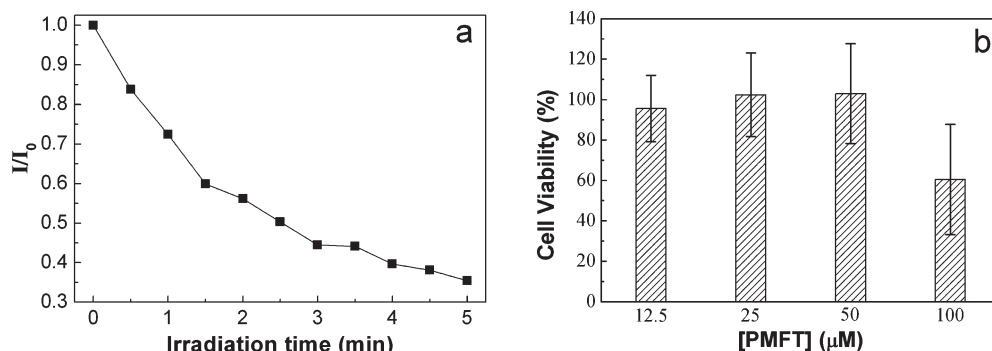 a
1.0
0.9
0.8
0.7
0.6
0.5
0.4
0.3
I/I0
0 1 2 3 4 5
Irradiation time (min)
b
140
120
100
80
60
40
20
0
Cell Viability (%)
12.5 25 50 100
[PMFT] (μM)